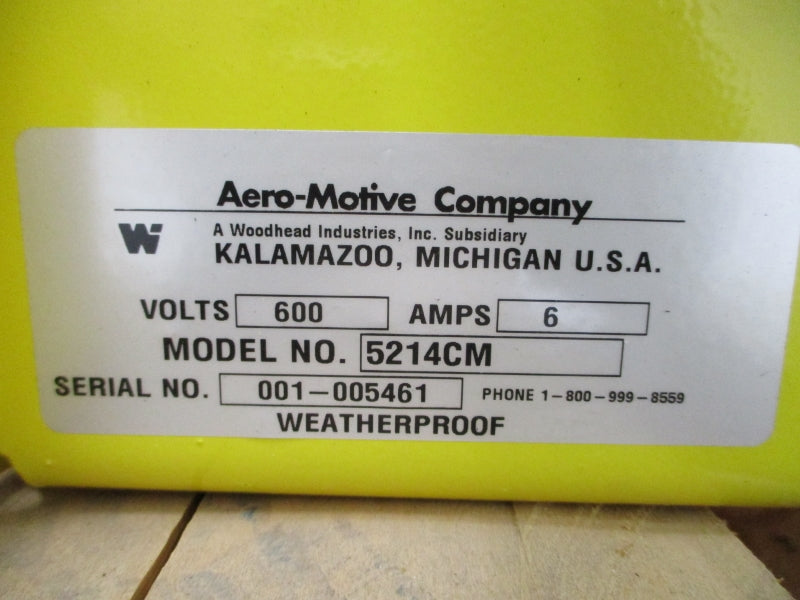 Aero-Motive Company
Wi
A Woodhead Industries, Inc. Subsidiary
KALAMAZOO, MICHIGAN U.S.A.
VOLTS 600 AMPS 6
MODEL NO. 5214CM
SERIAL NO. 001-005461 PHONE 1-800-999-8559
WEATHERPROOF